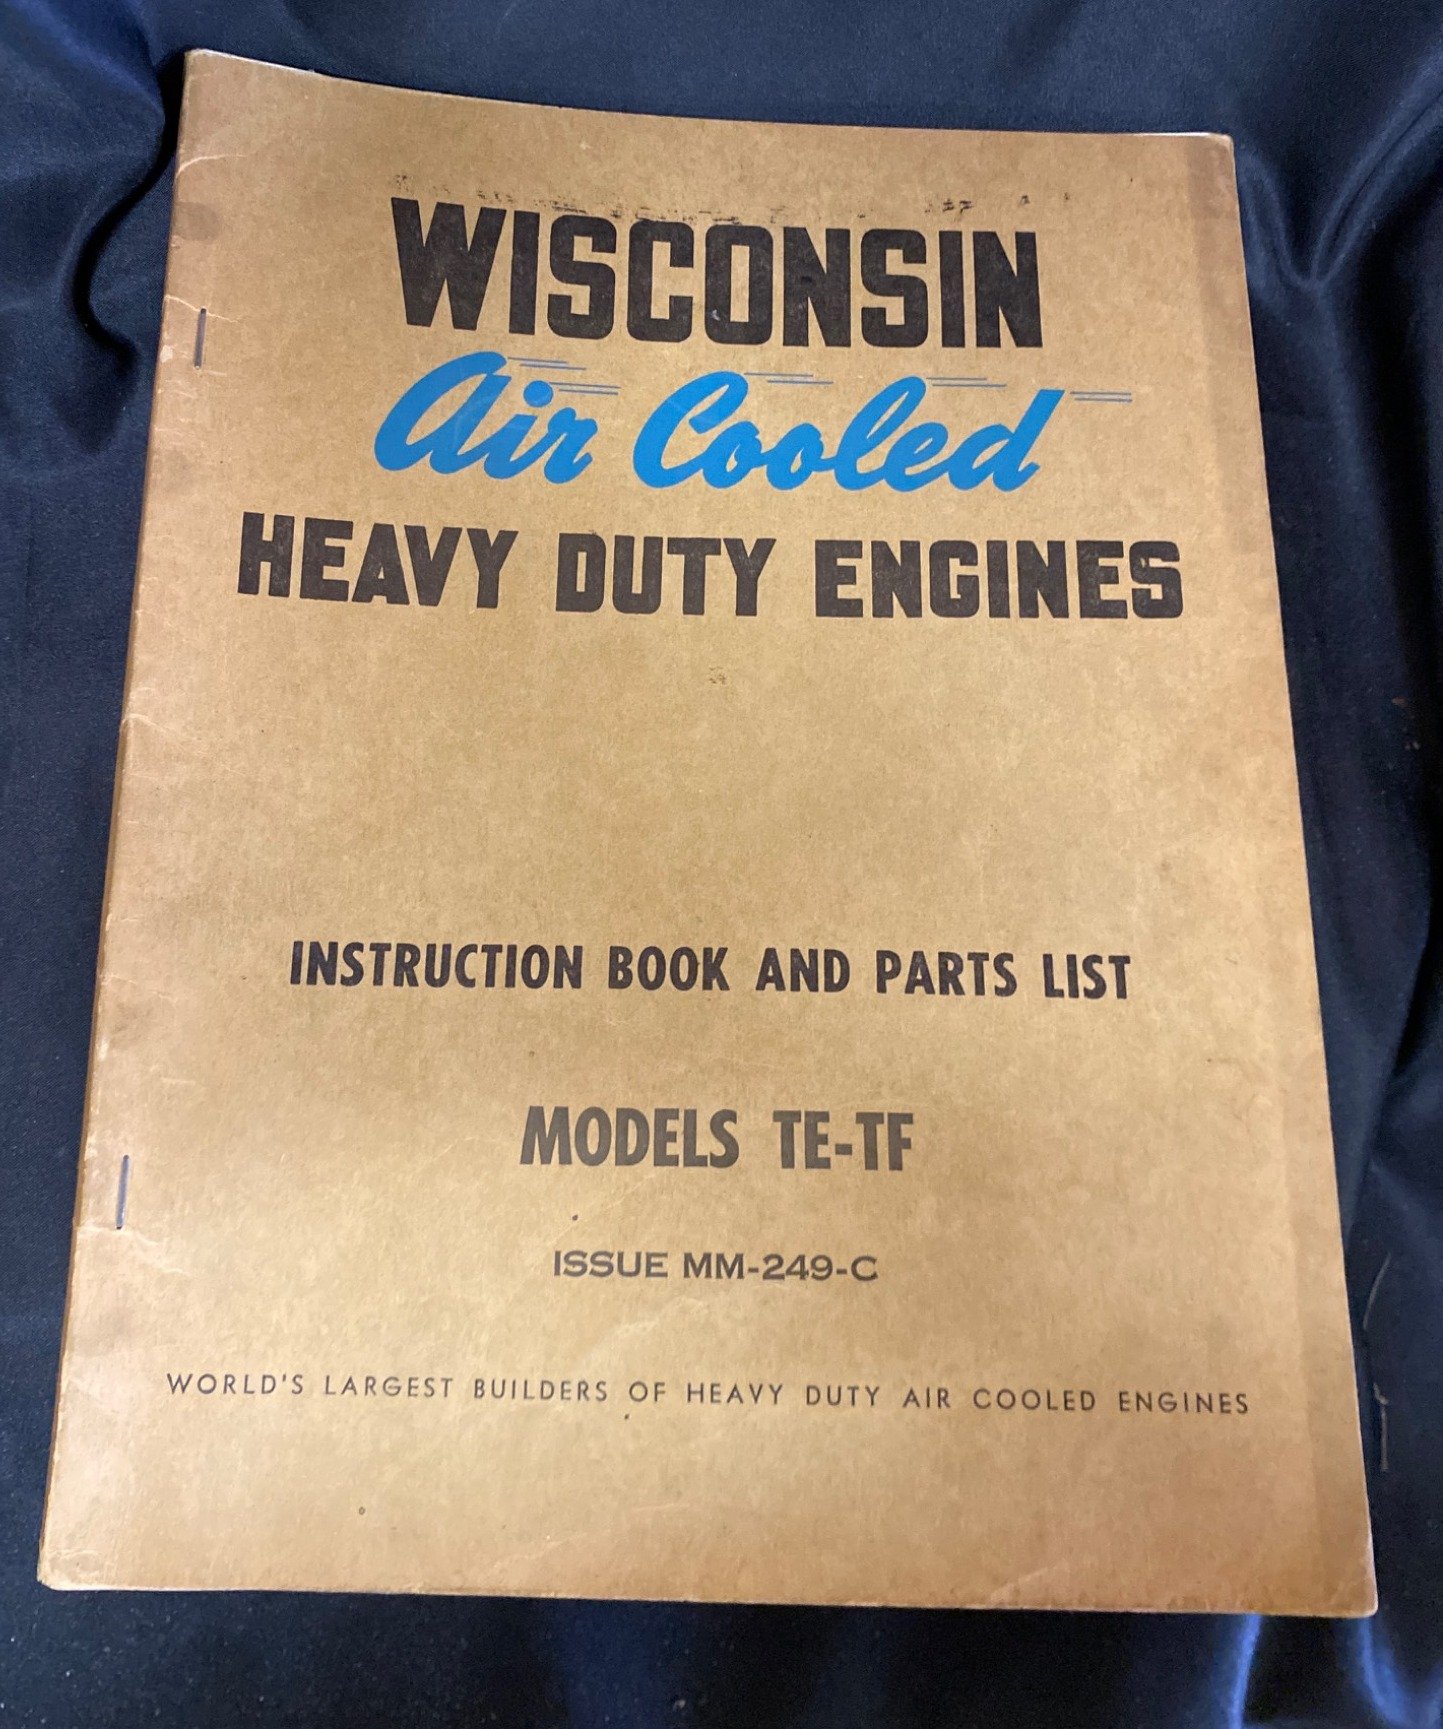 WISCONSIN
Air Cooled
HEAVY DUTY ENGINES
INSTRUCTION BOOK AND PARTS LIST
MODELS TE-TF
ISSUE MM-249-C
WORLD'S LARGEST BUILDERS OF HEAVY DUTY AIR COOLED ENGINES